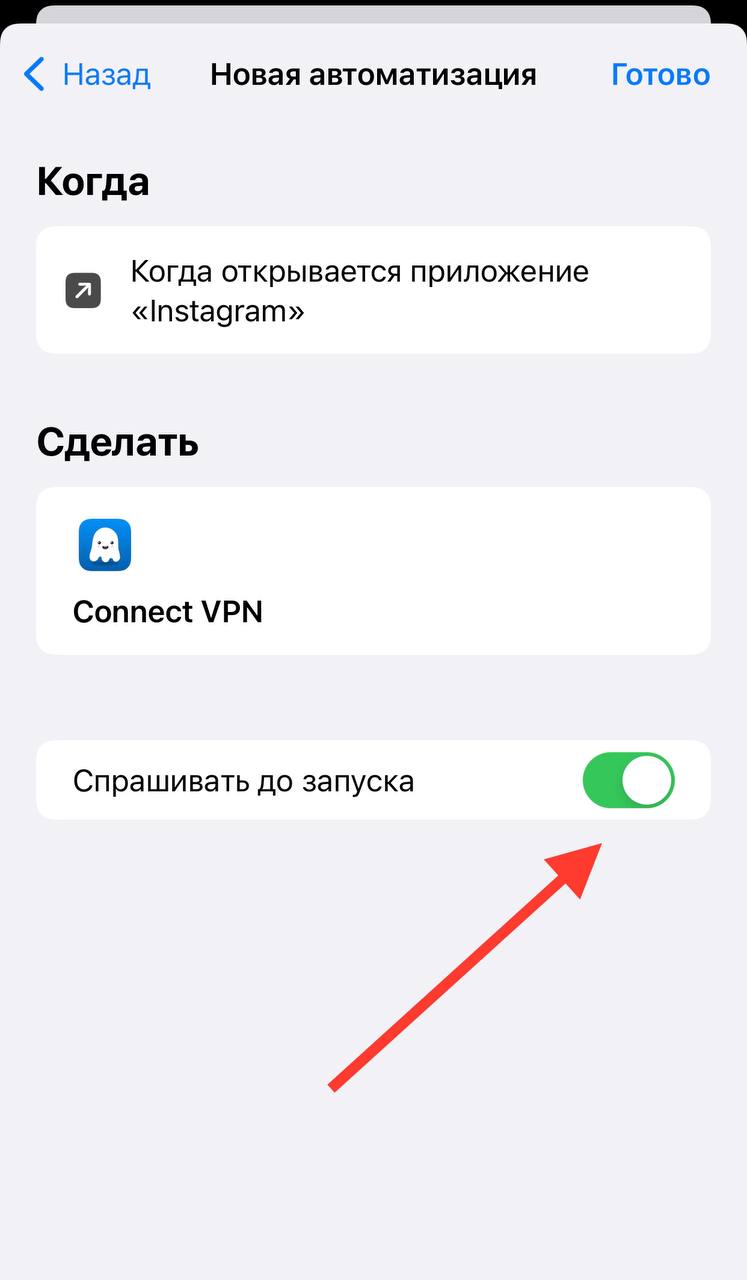 Назад
Новая автоматизация
Готово
Когда
Когда открывается приложение
«Instagram»
Сделать
Connect VPN
Спрашивать до запуска